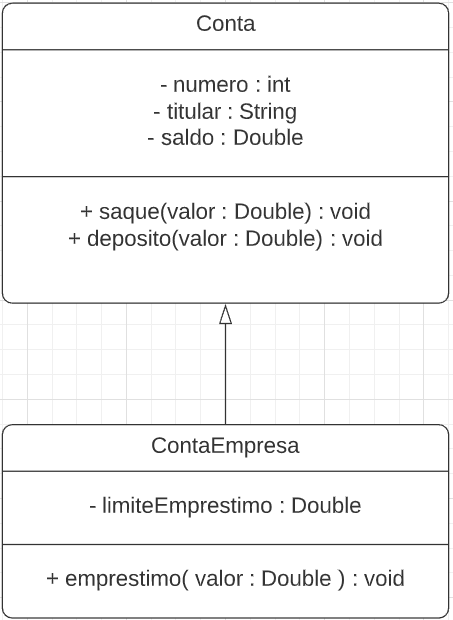 Conta
- numero : int
- titular : String
- saldo : Double
+ saque(valor : Double) : void
+ deposito(valor : Double) : void
ContaEmpresa
- limiteEmprestimo : Double
+ emprestimo( valor : Double ) : void